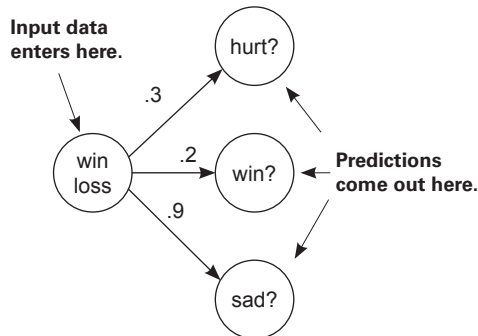 Input data
enters here.
hurt?
.3
win
loss
.2
win?
Predictions
come out here.
.9
sad?